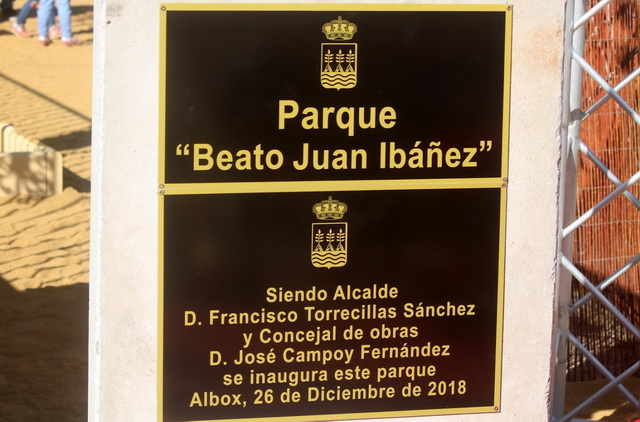 Parque
“Beato Juan Ibáñez”
Siendo Alcalde
D. Francisco Torrecillas Sánchez
y Concejal de obras
D. José Campoy Fernández
se inaugura este parque
Albox, 26 de Diciembre de 2018